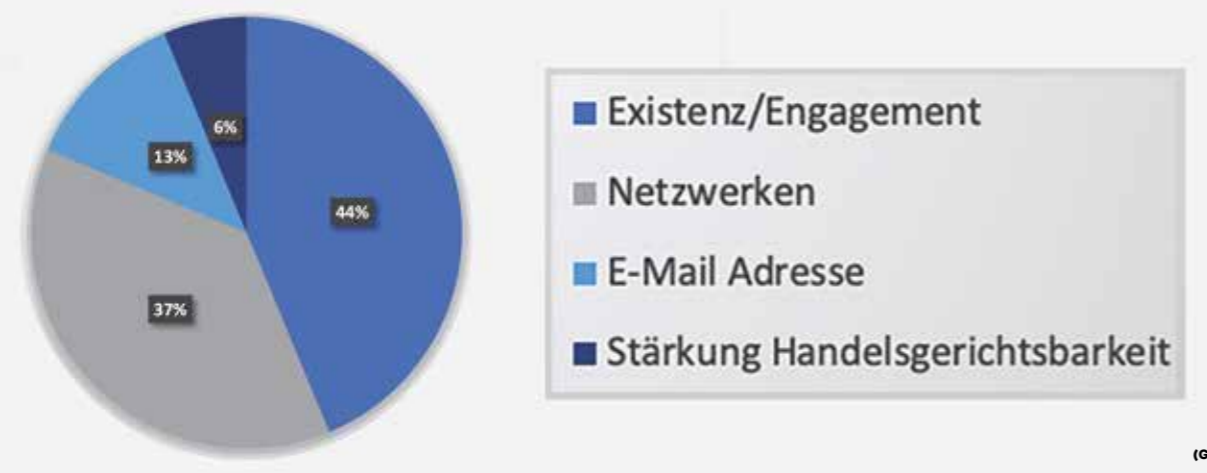 6%
13%
44%
37%
Existenz/Engagement
Netzwerken
E-Mail Adresse
Stärkung Handelsgerichtsbarkeit
(G